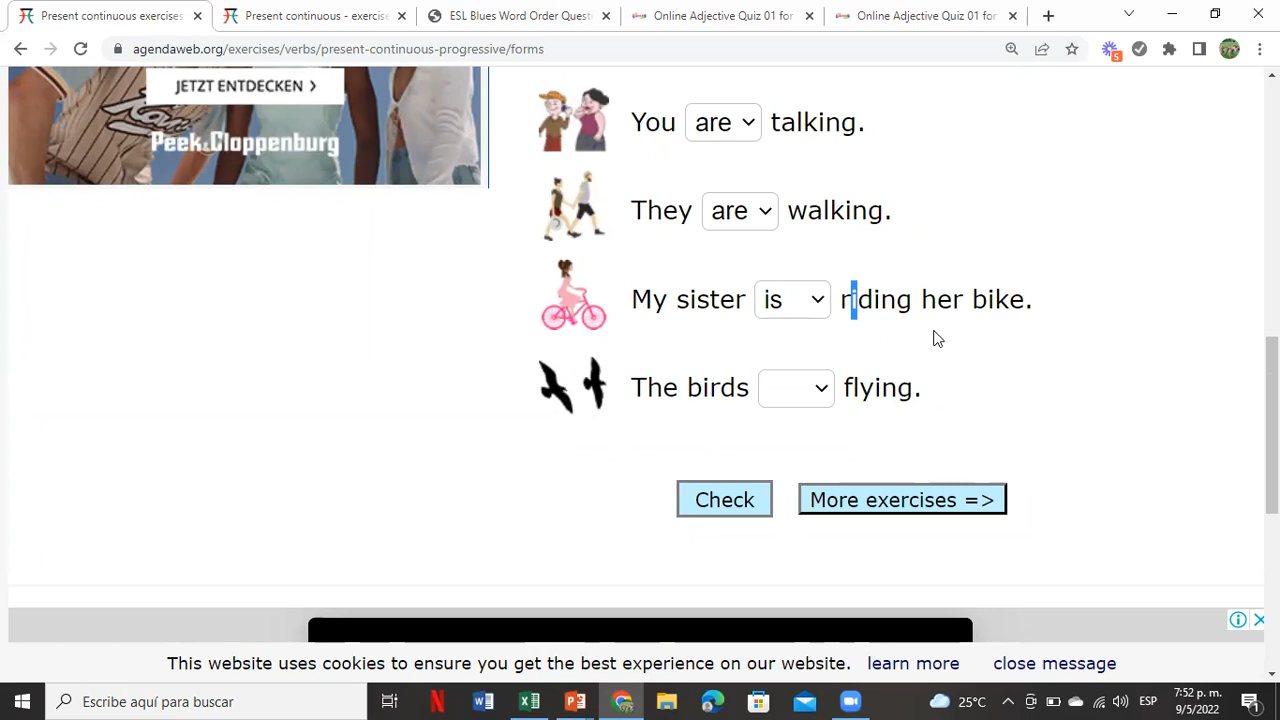 Present continuous exercises
Present continuous - exercise
ESL Blues Word Order Questi
Online Adjective Quiz 01 for
Online Adjective Quiz 01 for
agendaweb.org/exercises/verbs/present-continuous-progressive/forms
5
JETZT ENTDECKEN >
Peek&Cloppenburg
You are talking.
They are walking.
My sister is riding her bike.
The birds flying.
Check
More exercises =>
This website uses cookies to ensure you get the best experience on our website. learn more close message
Escribe aquí para buscar
25°C
ESP
7:52 p. m.
9/5/2022
1